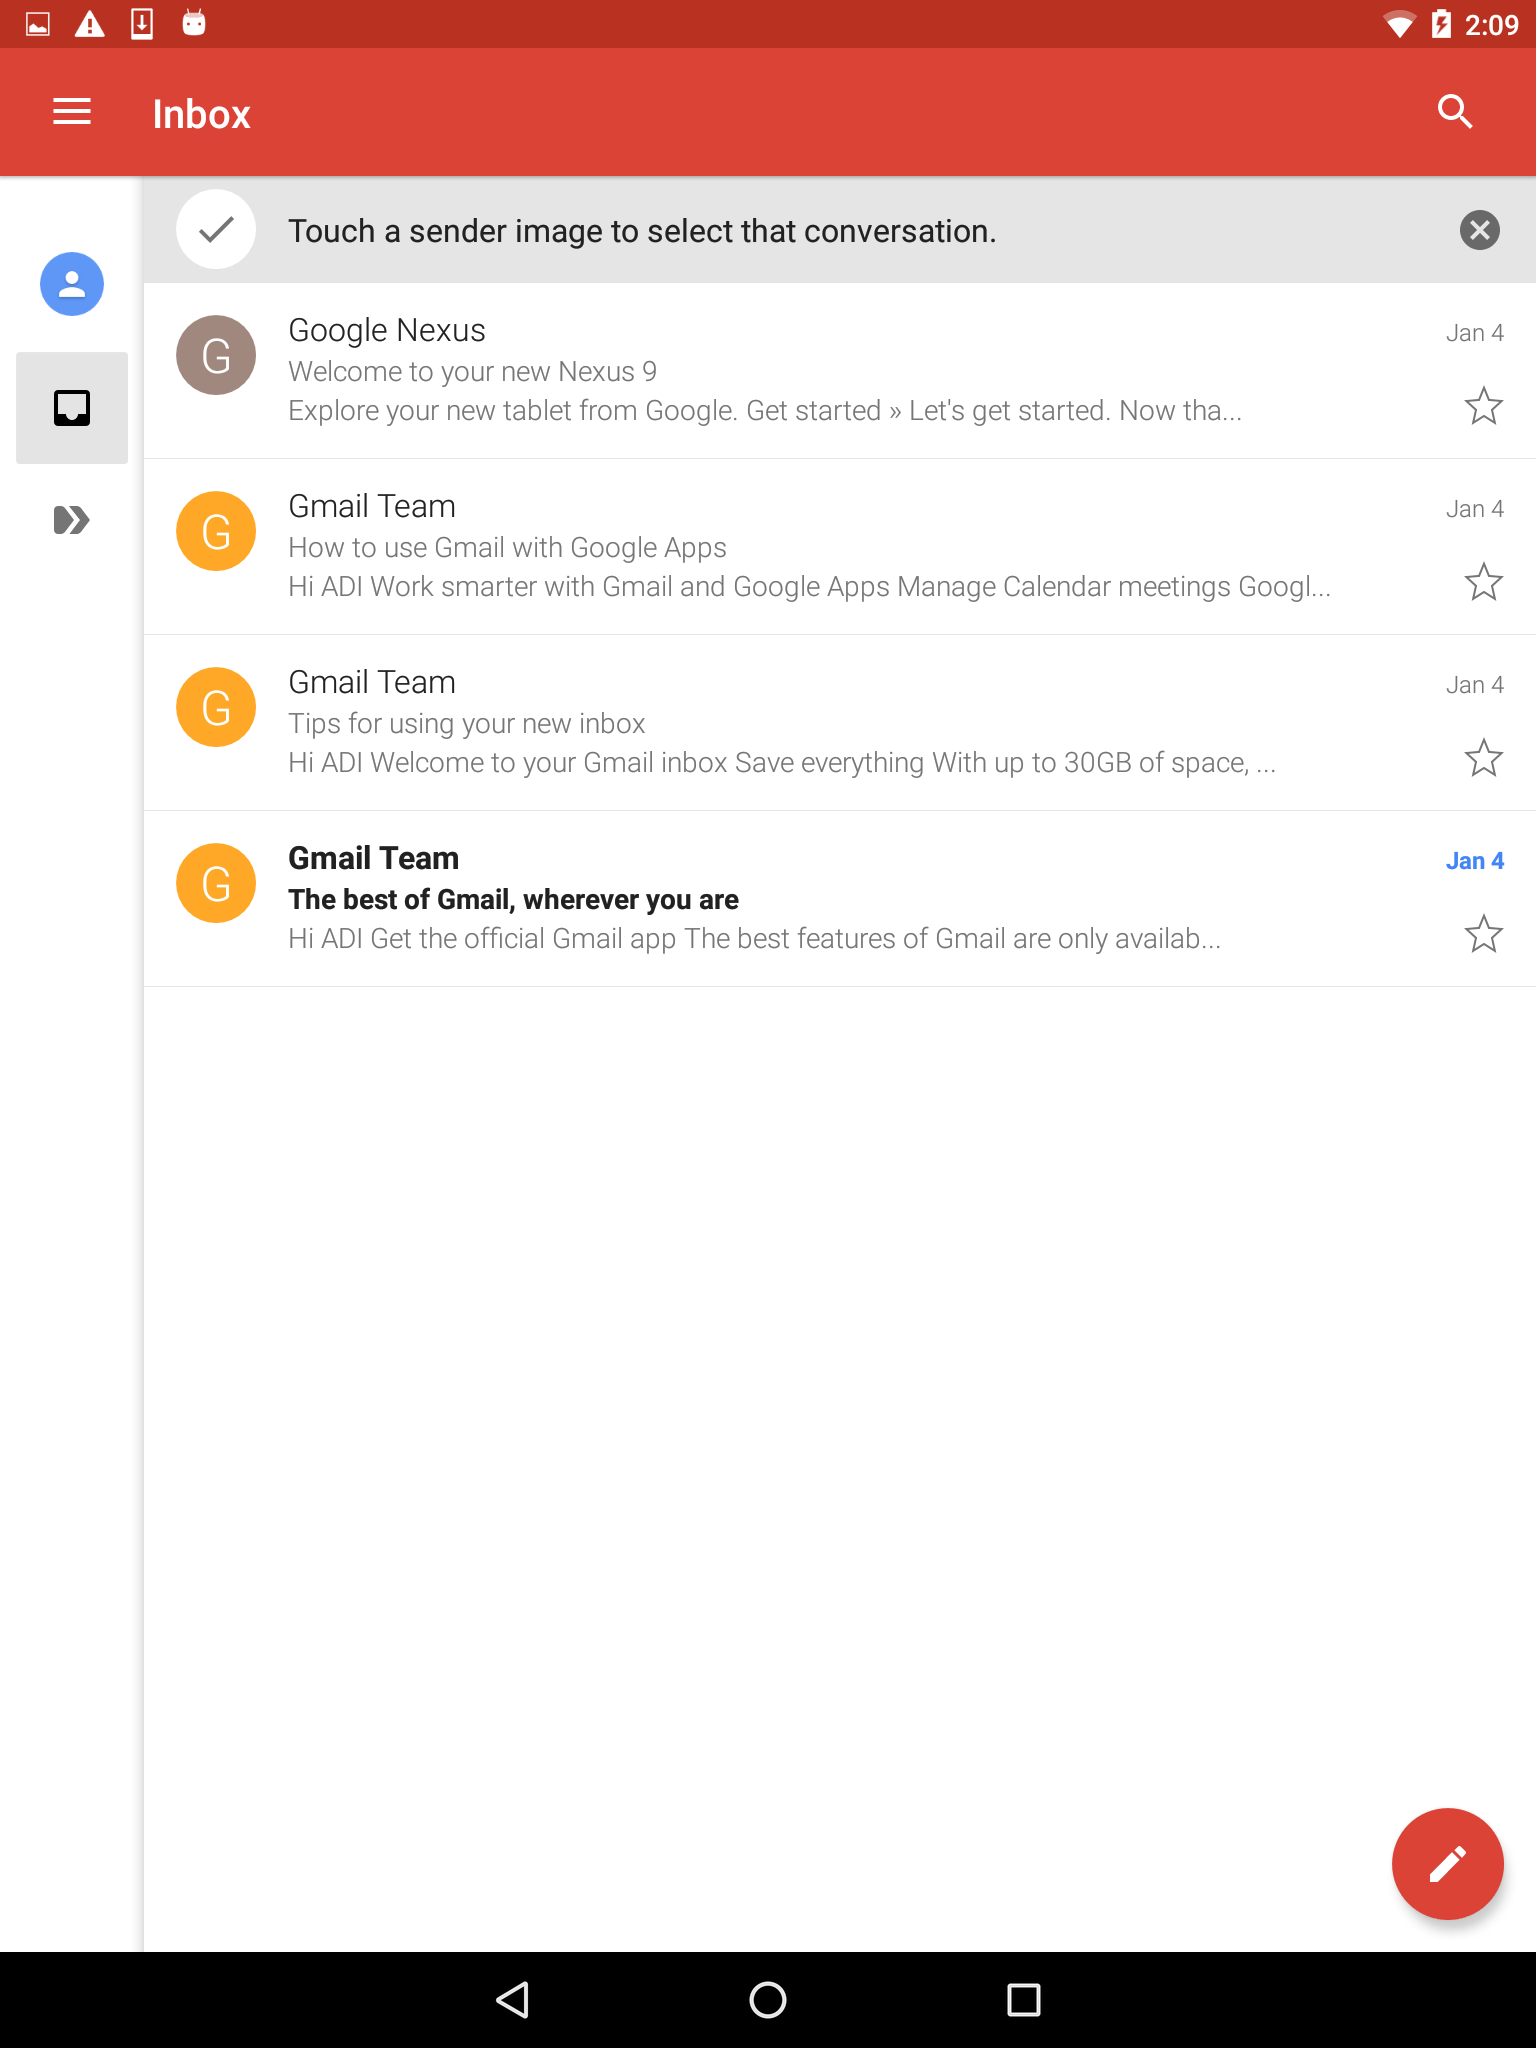 2:09
Inbox
Touch a sender image to select that conversation.
G
Google Nexus
Jan 4
Welcome to your new Nexus 9
Explore your new tablet from Google. Get started » Let's get started. Now tha...
G
Gmail Team
Jan 4
How to use Gmail with Google Apps
Hi ADI Work smarter with Gmail and Google Apps Manage Calendar meetings Googl...
G
Gmail Team
Jan 4
Tips for using your new inbox
Hi ADI Welcome to your Gmail inbox Save everything With up to 30GB of space, ...
G
Gmail Team
Jan 4
The best of Gmail, wherever you are
Hi ADI Get the official Gmail app The best features of Gmail are only availab...